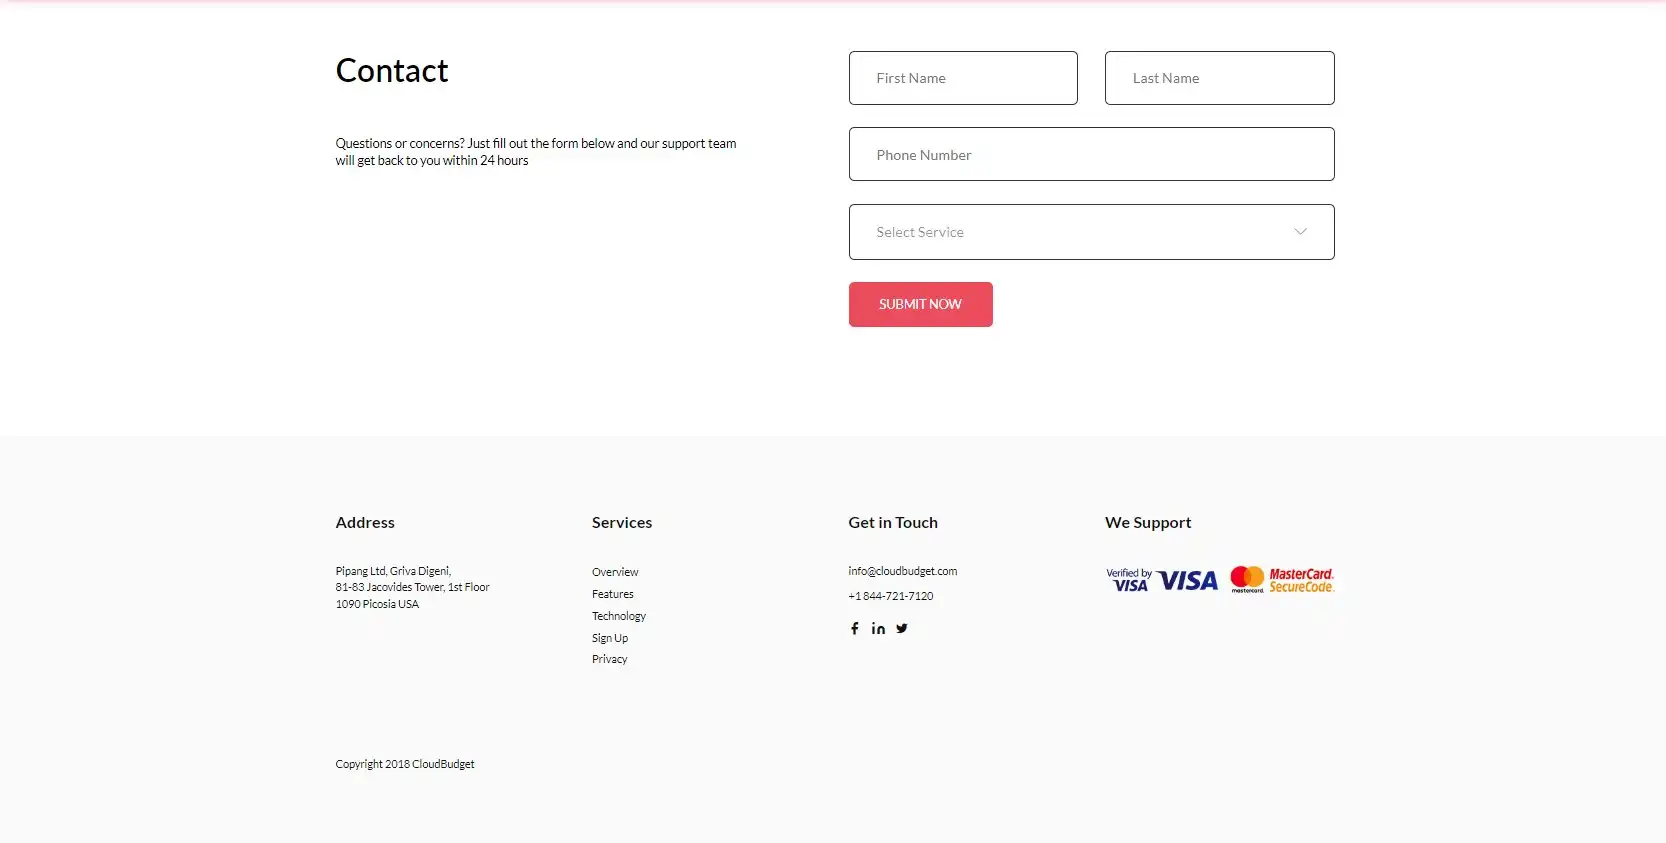 Contact
Questions or concerns? Just fill out the form below and our support team
will get back to you within 24 hours
First Name
Last Name
Phone Number
Select Service
SUBMIT NOW
Address
Pipang Ltd, Griva Digeni,
81-83 Jacovides Tower, 1st Floor
1090 Picosia USA
Services
Overview
Features
Technology
Sign Up
Privacy
Get in Touch
info@cloudbudget.com
+1 844-721-7120
We Support
Verified by
VISA
VISA
mastercard.
MasterCard.
SecureCode.
Copyright 2018 CloudBudget